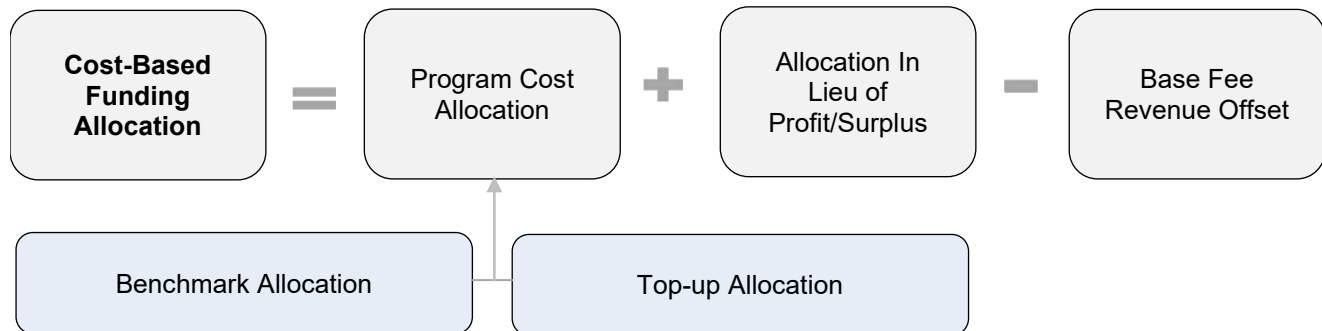 Cost-Based
Funding
Allocation
=
Program Cost
Allocation
+
Allocation In
Lieu of
Profit/Surplus
-
Base Fee
Revenue Offset
Benchmark Allocation
Top-up Allocation